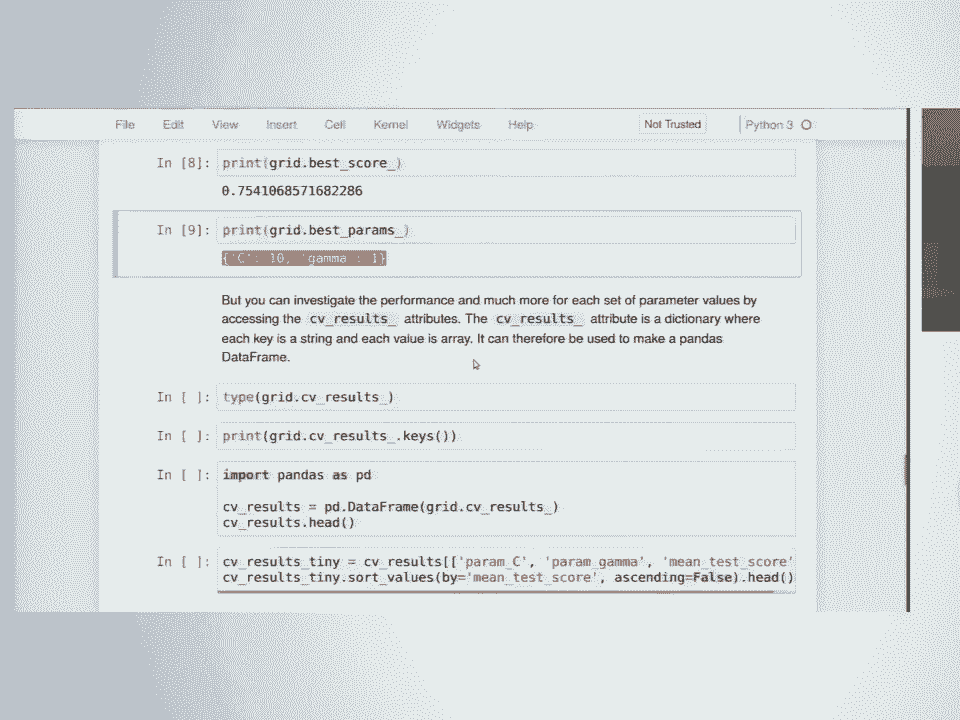 File Edit View Insert Cell Kernel Widgets Help Not Trusted Python 3
In [8]: print(grid.best_score_)
0.7541068571682286
In [9]: print(grid.best_params_)
{'C': 10, 'gamma': 1}
But you can investigate the performance and much more for each set of parameter values by
accessing the cv_results_ attributes. The cv_results_ attribute is a dictionary where
each key is a string and each value is array. It can therefore be used to make a pandas
DataFrame.
In [ ]: type(grid.cv_results_)
In [ ]: print(grid.cv_results_.keys())
In [ ]: import pandas as pd
cv_results = pd.DataFrame(grid.cv_results_)
cv_results.head()
In [ ]: cv_results_tiny = cv_results[['param_C', 'param_gamma', 'mean_test_score'
cv_results_tiny.sort_values(by='mean_test_score', ascending=False).head()